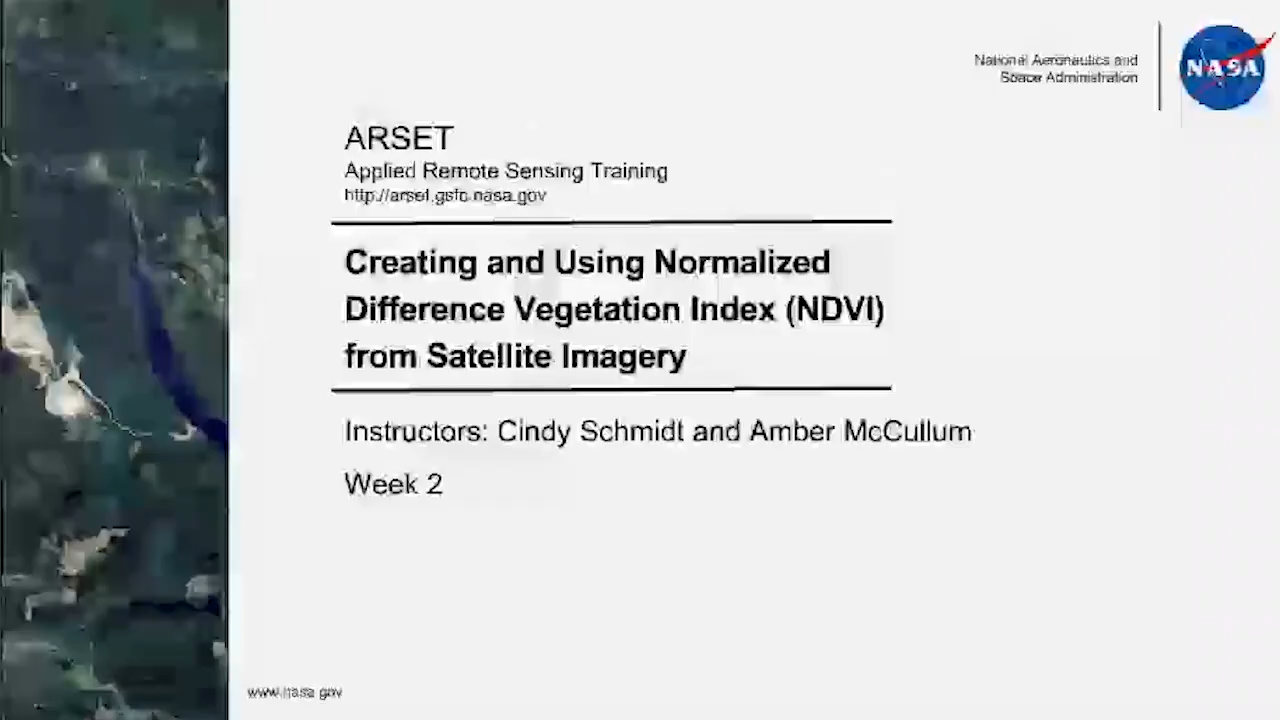 National Aeronautics and
Space Administration
NASA
ARSET
Applied Remote Sensing Training
http://arset.gsfc.nasa.gov
Creating and Using Normalized
Difference Vegetation Index (NDVI)
from Satellite Imagery
Instructors: Cindy Schmidt and Amber McCullum
Week 2
www.nasa.gov